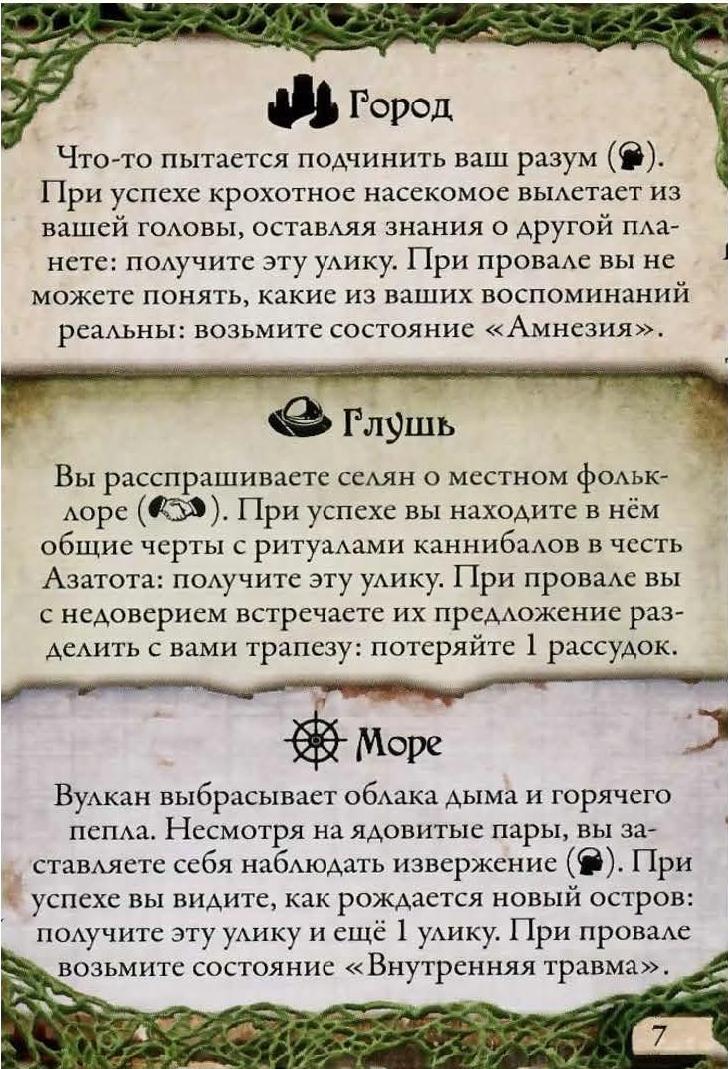 Город
Что-то пытается подчинить ваш разум ( ).
При успехе крохотное насекомое вылетает из
вашей головы, оставляя знания о другой пла-
нете: получите эту улику. При провале вы не
можете понять, какие из ваших воспоминаний
реальны: возьмите состояние «Амнезия».
Глушь
Вы расспрашиваете селян о местном фольк-
лоре ( ). При успехе вы находите в нём
общие черты с ритуалами каннибалов в честь
Азатота: получите эту улику. При провале вы
с недоверием встречаете их предложение раз-
делить с вами трапезу: потеряйте 1 рассудок.
Море
Вулкан выбрасывает облака дыма и горячего
пепла. Несмотря на ядовитые пары, вы за-
ставляете себя наблюдать извержение ( ). При
успехе вы видите, как рождается новый остров:
получите эту улику и ещё 1 улику. При провале
возьмите состояние «Внутренняя травма».
7